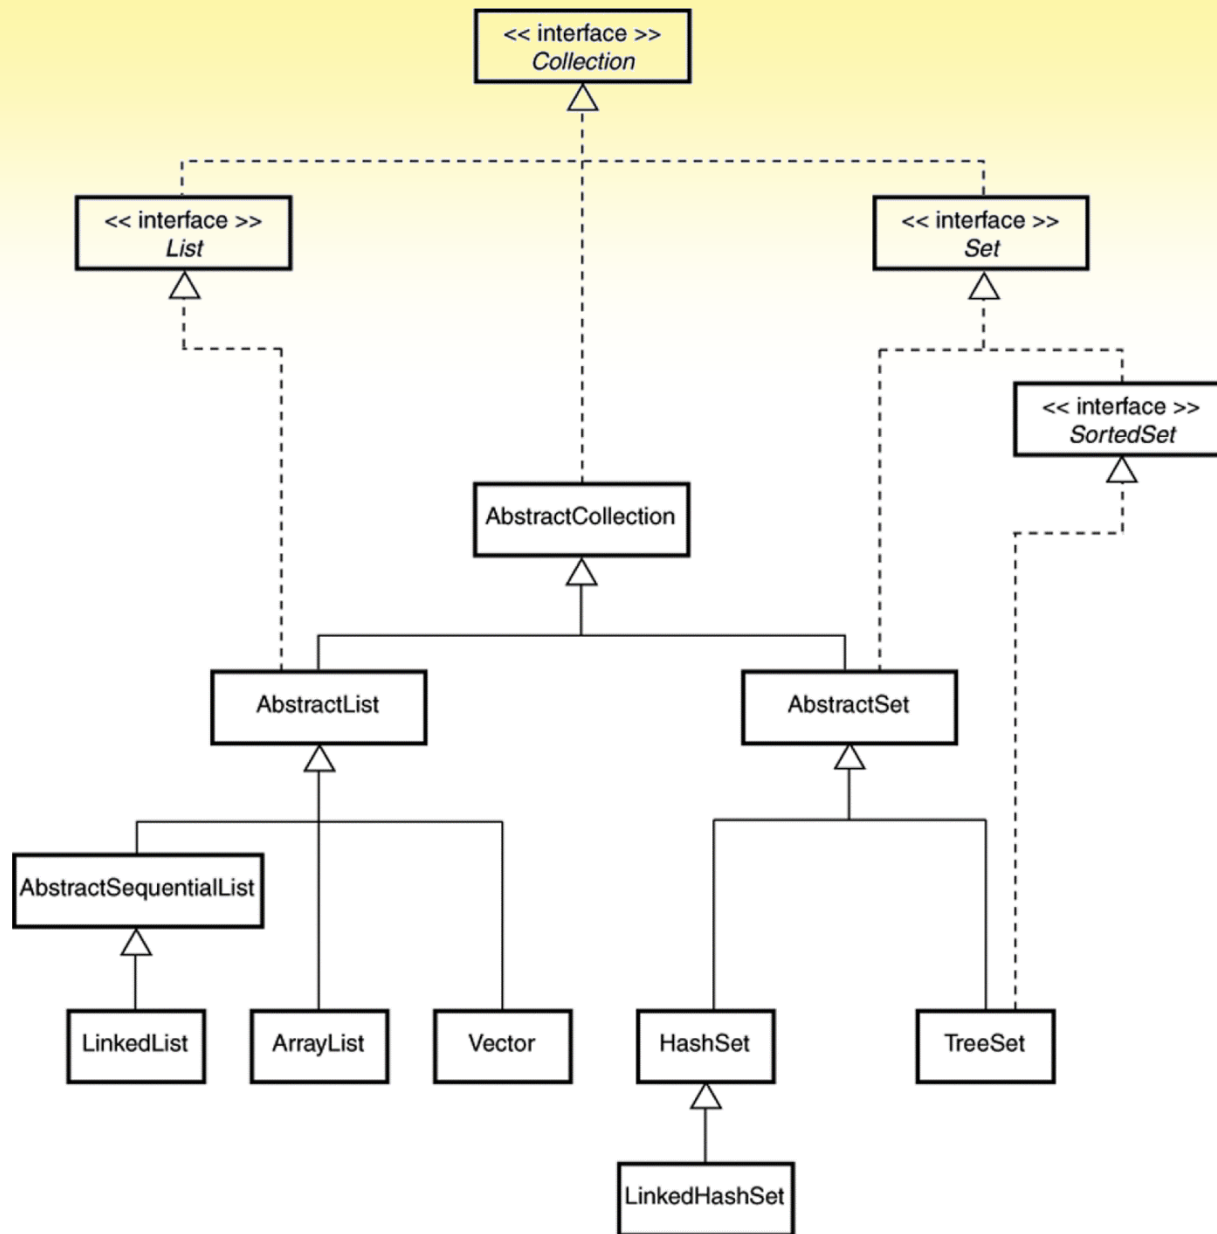 << interface >>
Collection
<< interface >>
List
<< interface >>
Set
<< interface >>
SortedSet
AbstractCollection
AbstractList
AbstractSet
AbstractSequentialList
LinkedList
ArrayList
Vector
HashSet
TreeSet
LinkedHashSet